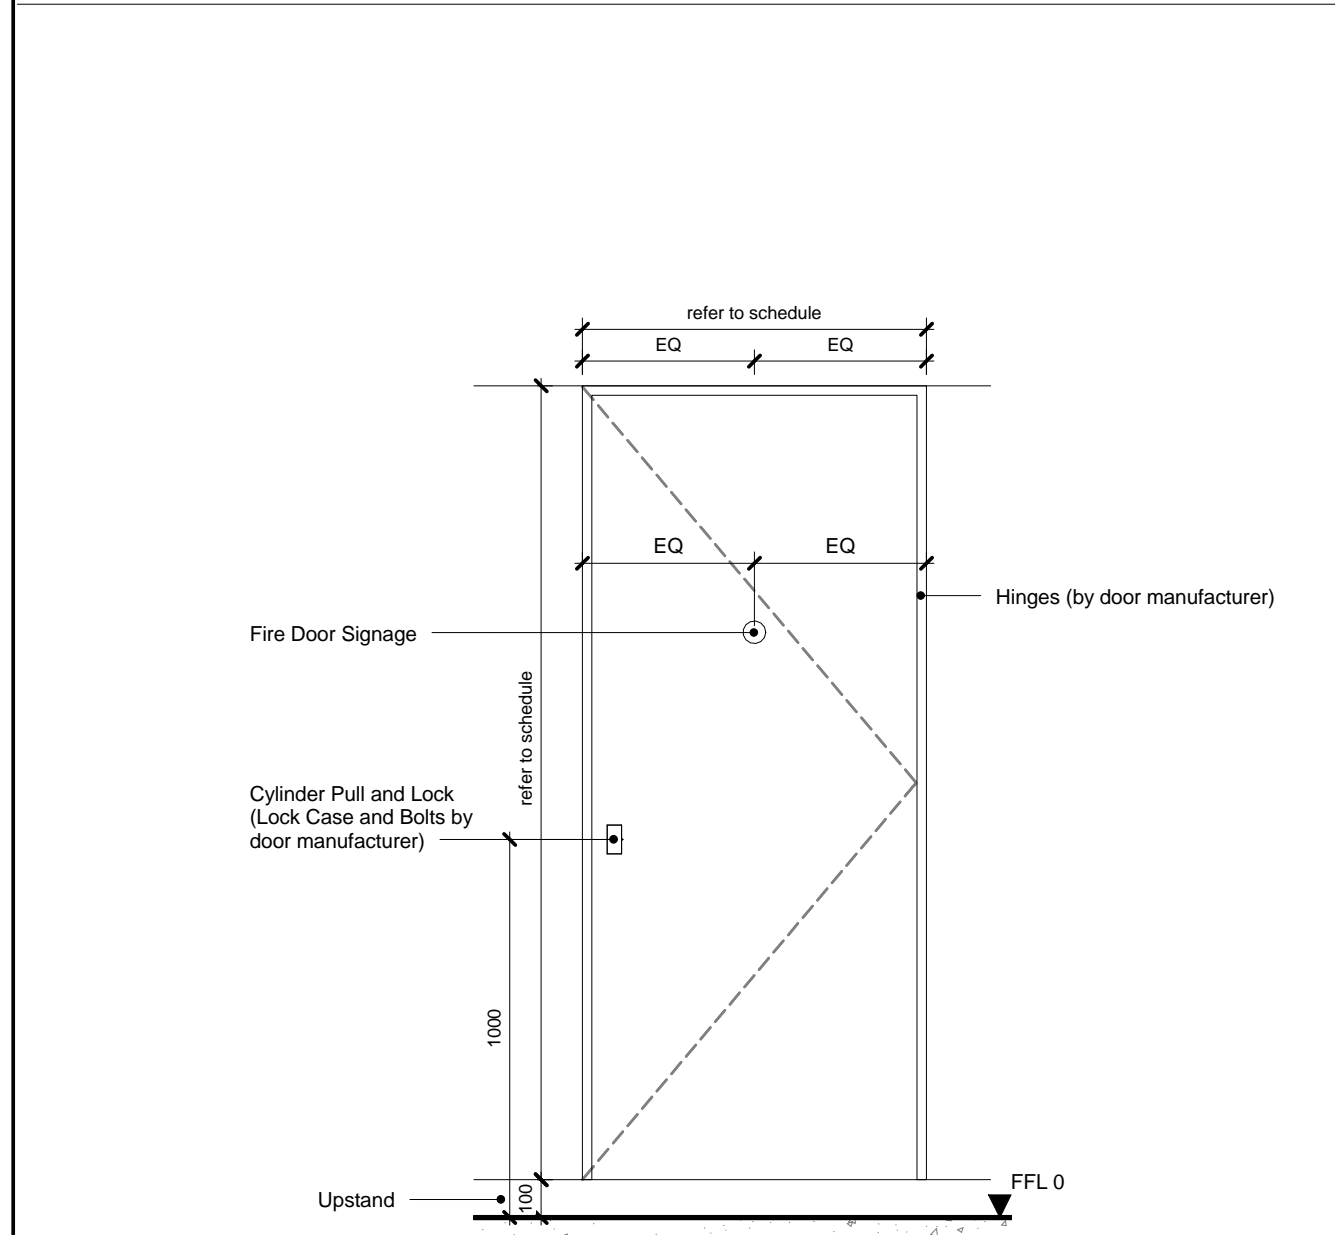 refer to schedule
EQ
EQ
EQ
EQ
Hinges (by door manufacturer)
Fire Door Signage
refer to schedule
Cylinder Pull and Lock
(Lock Case and Bolts by
door manufacturer)
1000
FFL 0
Upstand
100